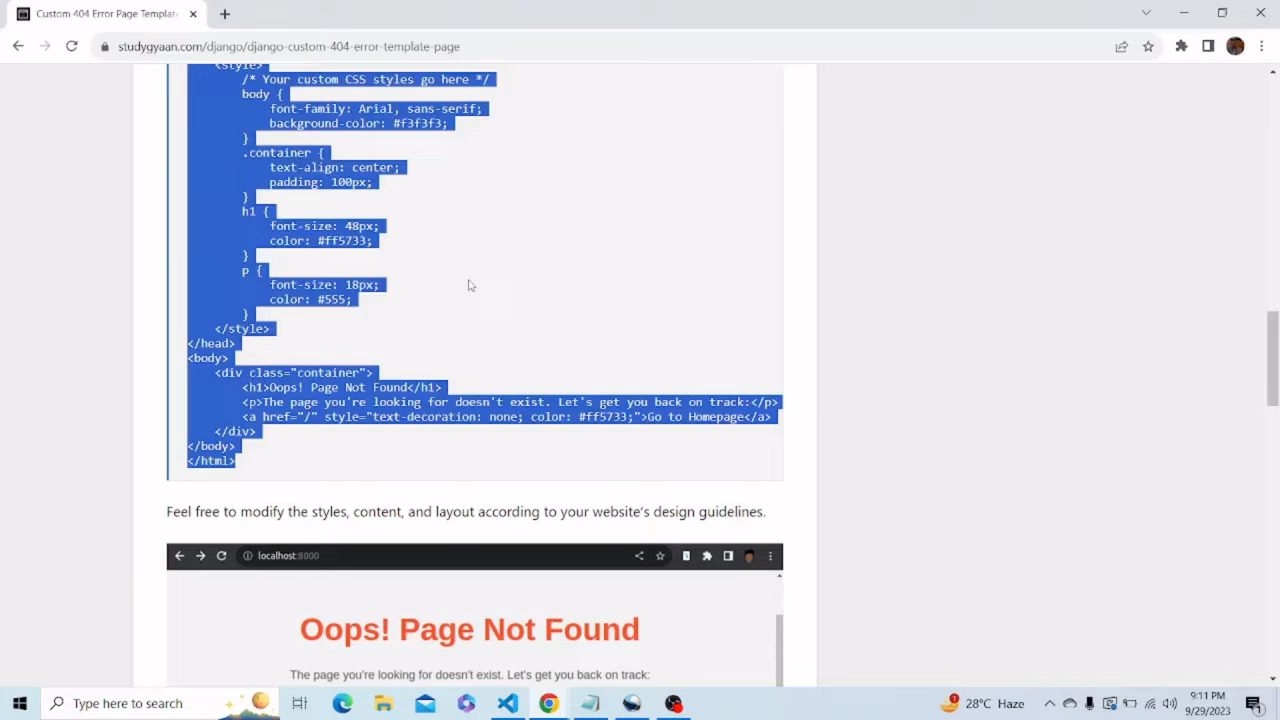 Custom 404 Error Page Templat
studygyaan.com/django/django-custom-404-error-template-page
<style>
/* Your custom CSS styles go here */
body {
font-family: Arial, sans-serif;
background-color: #f3f3f3;
}
.container {
text-align: center;
padding: 100px;
}
h1 {
font-size: 48px;
color: #ff5733;
}
p {
font-size: 18px;
color: #555;
}
</style>
</head>
<body>
<div class="container">
<h1>Oops! Page Not Found</h1>
<p>The page you're looking for doesn't exist. Let's get you back on track:</p>
<a href="/" style="text-decoration: none; color: #ff5733;">Go to Homepage</a>
</div>
</body>
</html>
Feel free to modify the styles, content, and layout according to your website's design guidelines.
localhost:8000
Oops! Page Not Found
The page you're looking for doesn't exist. Let's get you back on track:
Type here to search
1
28°C Haze
9:11 PM
9/29/2023
1